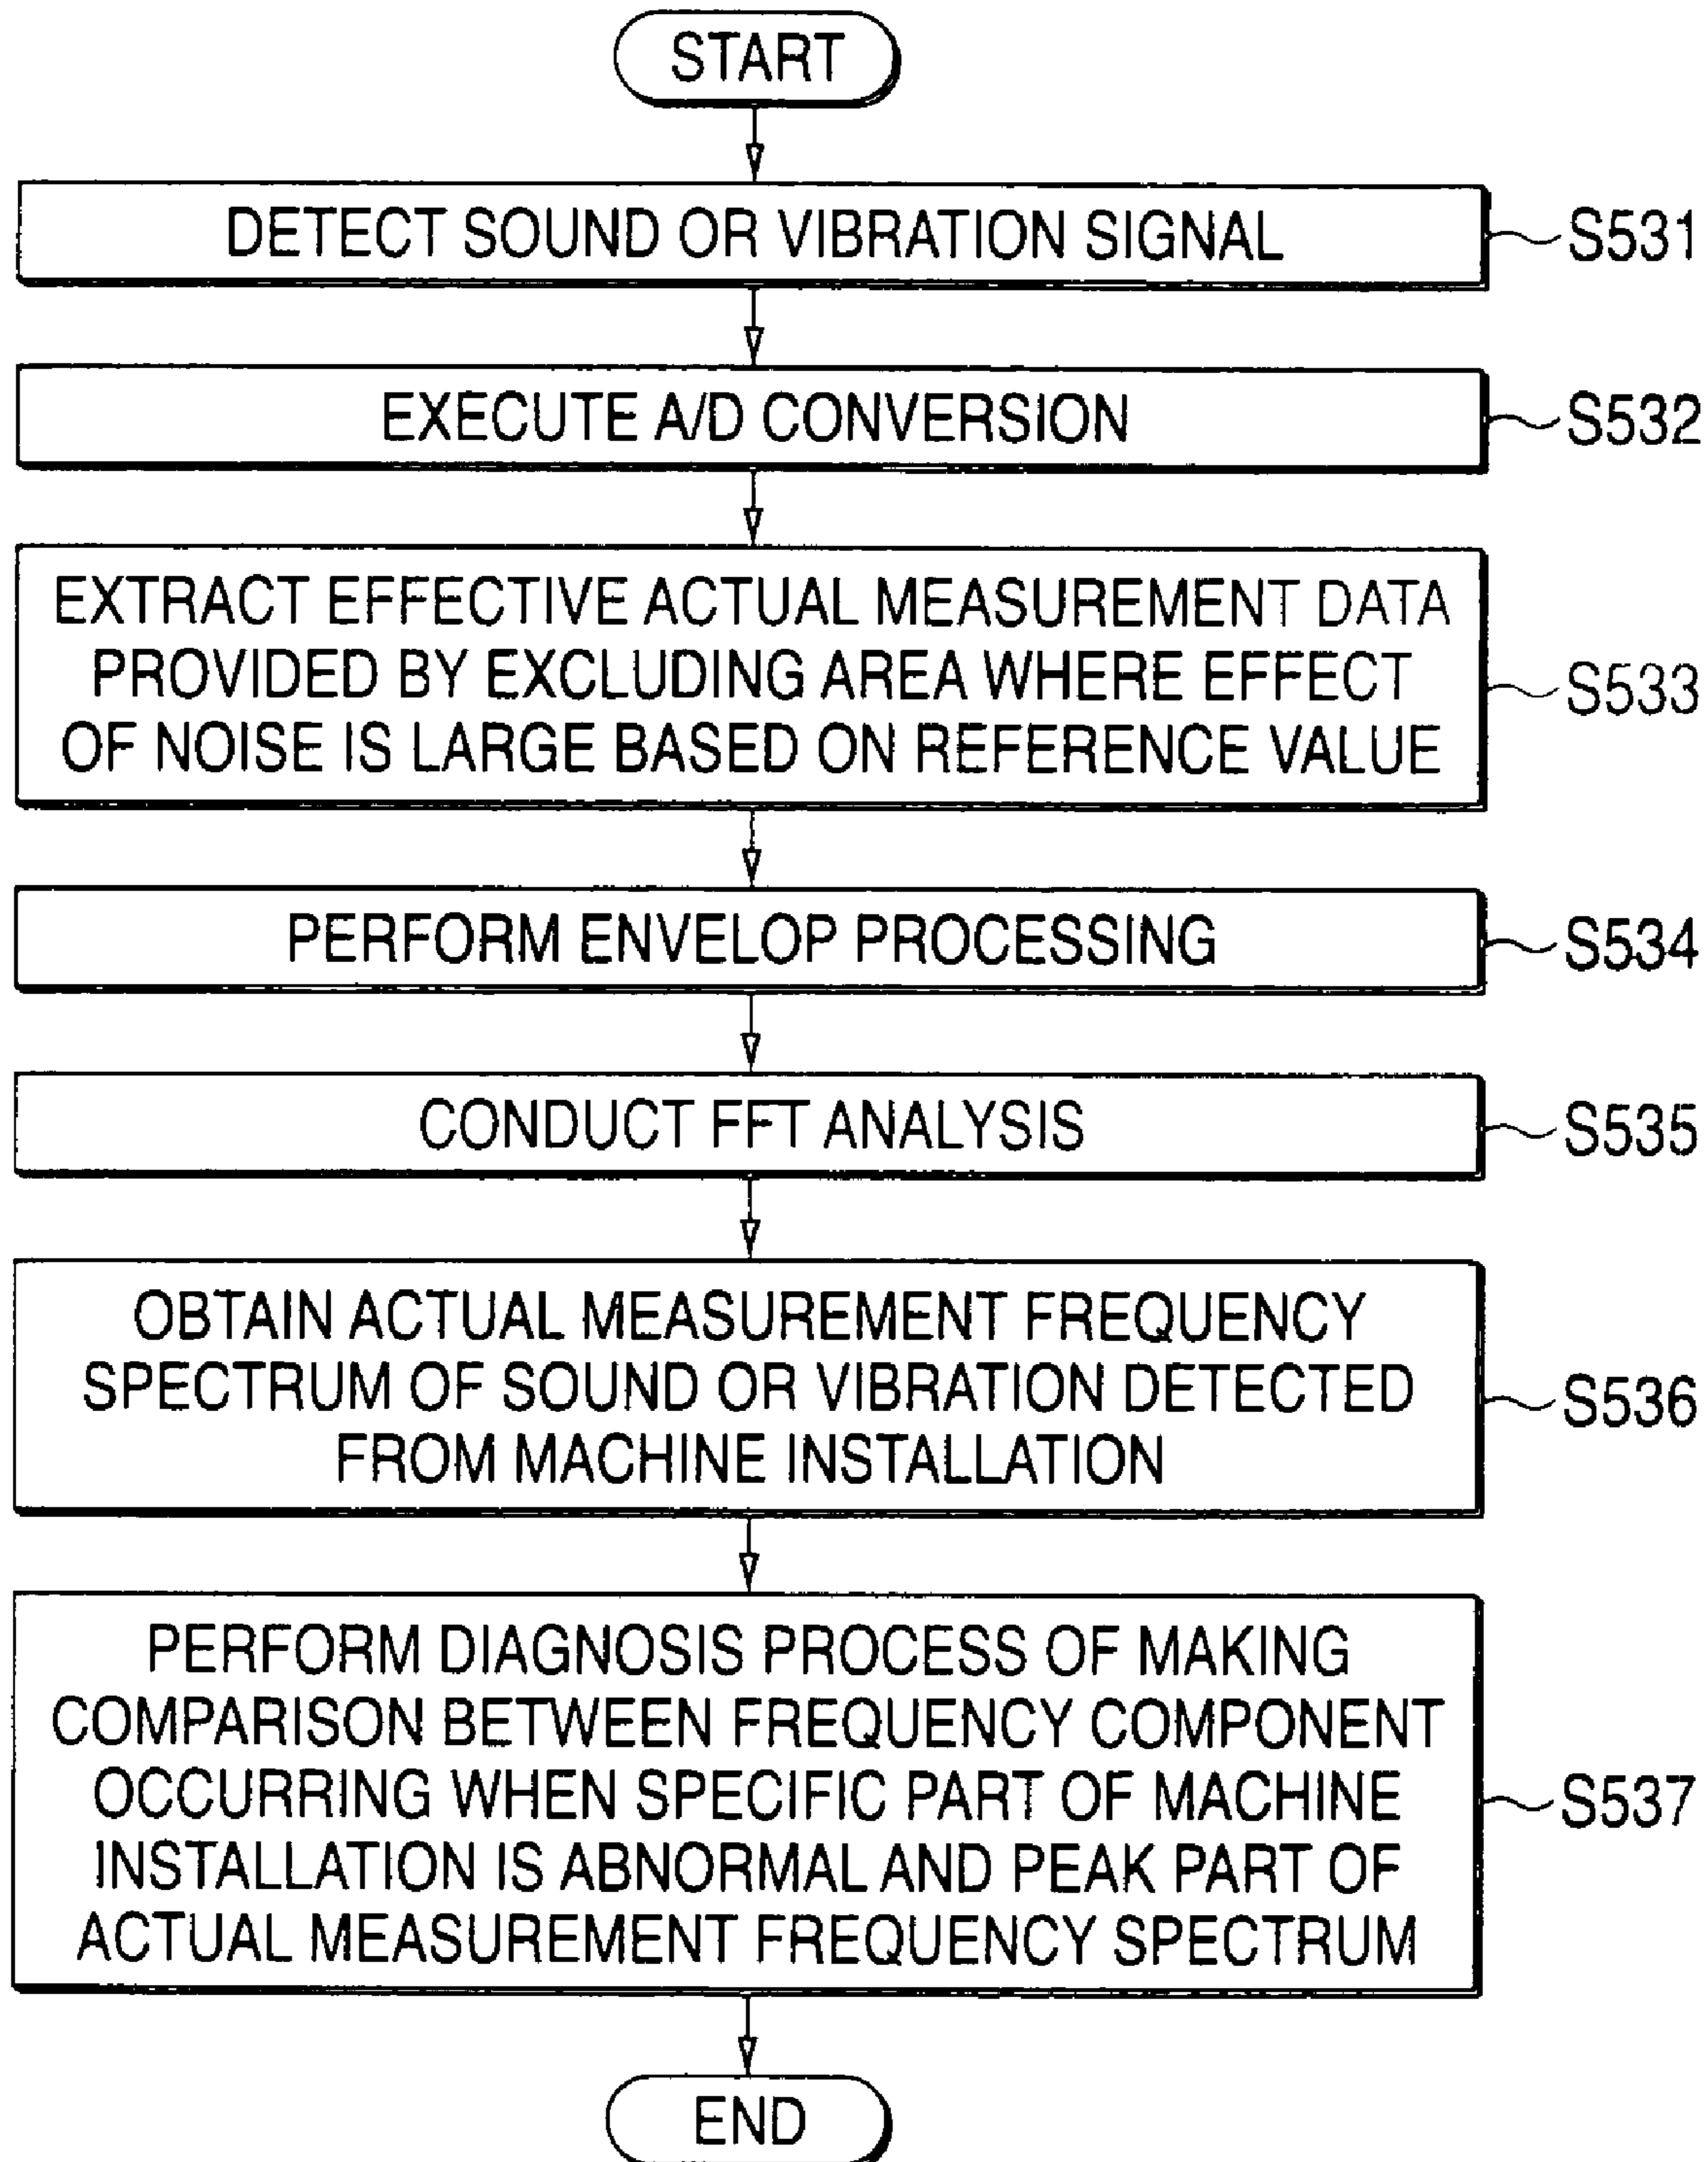 START
DETECT SOUND OR VIBRATION SIGNAL
S531
EXECUTE A/D CONVERSION
S532
EXTRACT EFFECTIVE ACTUAL MEASUREMENT DATA
PROVIDED BY EXCLUDING AREA WHERE EFFECT
OF NOISE IS LARGE BASED ON REFERENCE VALUE
S533
PERFORM ENVELOP PROCESSING
S534
CONDUCT FFT ANALYSIS
S535
OBTAIN ACTUAL MEASUREMENT FREQUENCY
SPECTRUM OF SOUND OR VIBRATION DETECTED
FROM MACHINE INSTALLATION
S536
PERFORM DIAGNOSIS PROCESS OF MAKING
COMPARISON BETWEEN FREQUENCY COMPONENT
OCCURRING WHEN SPECIFIC PART OF MACHINE
INSTALLATION IS ABNORMAL AND PEAK PART OF
ACTUAL MEASUREMENT FREQUENCY SPECTRUM
S537
END